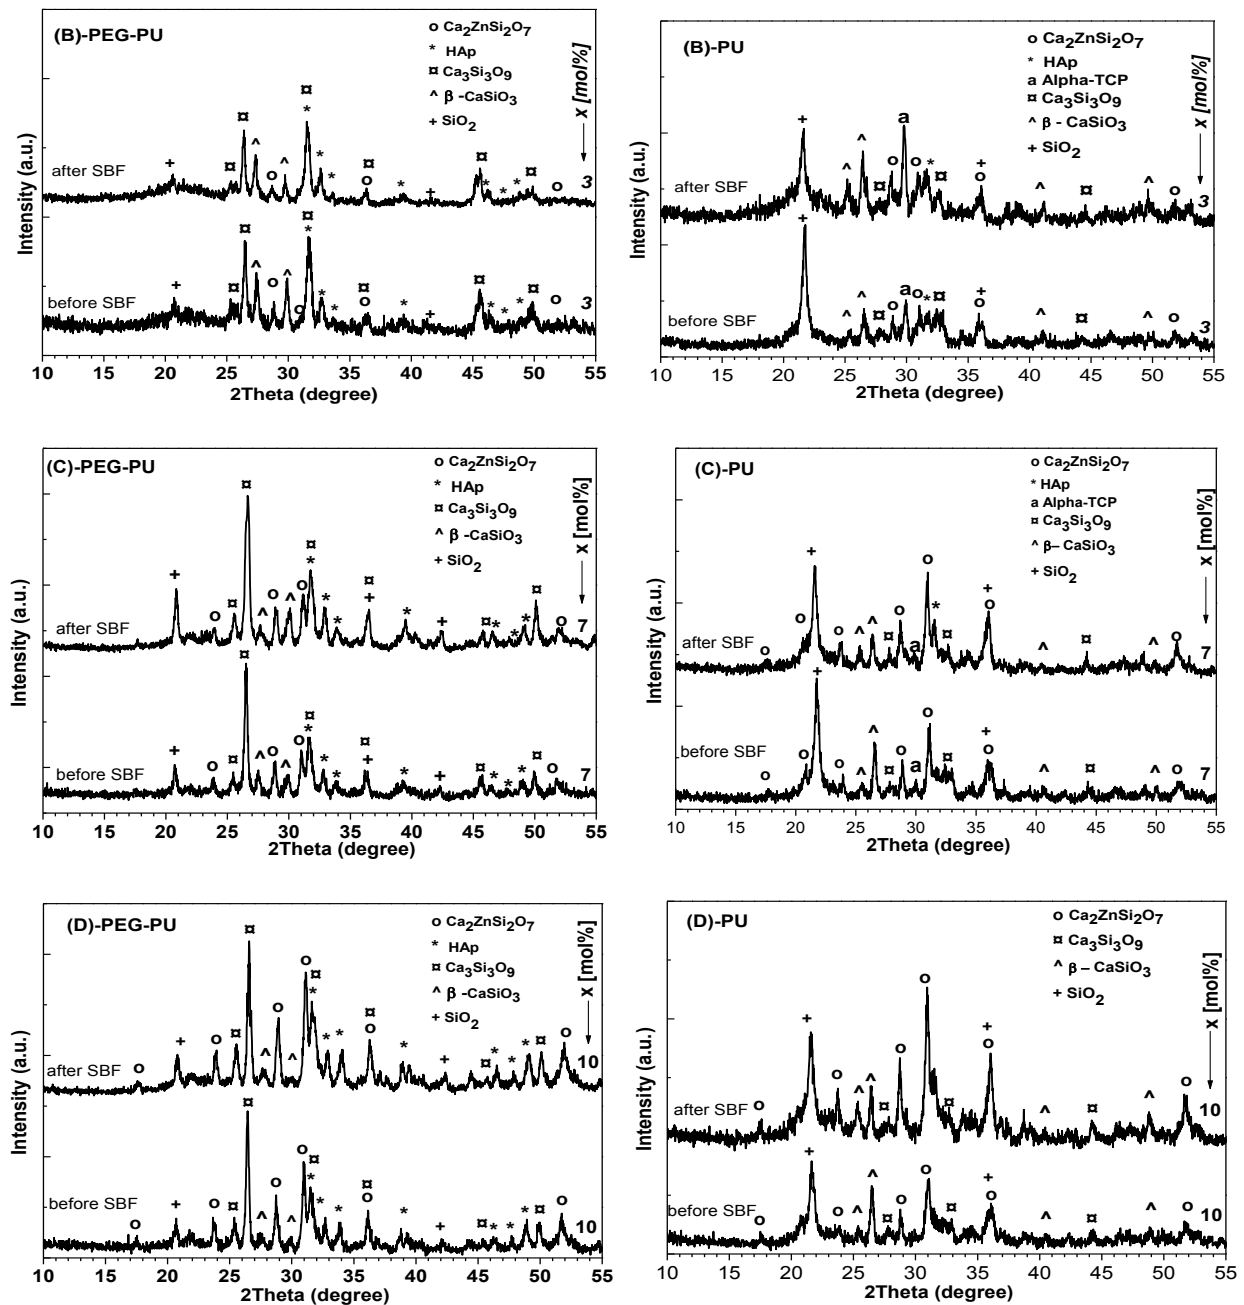 (B)-PEG-PU
o Ca2ZnSi2O7
* HAp
¤ Ca3Si3O9
^ β -CaSiO3
+ SiO2
x [mol%]
after SBF
3
before SBF
3
Intensity (a.u.)
10 15 20 25 30 35 40 45 50 55
2Theta (degree)
(B)-PU
o Ca2ZnSi2O7
* HAp
a Alpha-TCP
¤ Ca3Si3O9
^ β - CaSiO3
+ SiO2
x [mol%]
after SBF
3
before SBF
3
Intensity (a.u.)
10 15 20 25 30 35 40 45 50 55
2Theta (degree)
(C)-PEG-PU
o Ca2ZnSi2O7
* HAp
¤ Ca3Si3O9
^ β -CaSiO3
+ SiO2
x [mol%]
after SBF
7
before SBF
7
Intensity (a.u.)
10 15 20 25 30 35 40 45 50 55
2Theta (degree)
(C)-PU
o Ca2ZnSi2O7
* HAp
a Alpha-TCP
¤ Ca3Si3O9
^ β– CaSiO3
+ SiO2
x [mol%]
after SBF
7
before SBF
7
Intensity (a.u.)
10 15 20 25 30 35 40 45 50 55
2Theta (degree)
(D)-PEG-PU
o Ca2ZnSi2O7
* HAp
¤ Ca3Si3O9
^ β -CaSiO3
+ SiO2
x [mol%]
after SBF
10
before SBF
10
Intensity (a.u.)
10 15 20 25 30 35 40 45 50 55
2Theta (degree)
(D)-PU
o Ca2ZnSi2O7
¤ Ca3Si3O9
^ β – CaSiO3
+ SiO2
x [mol%]
after SBF
10
before SBF
10
Intensity (a.u.)
10 15 20 25 30 35 40 45 50 55
2Theta (degree)